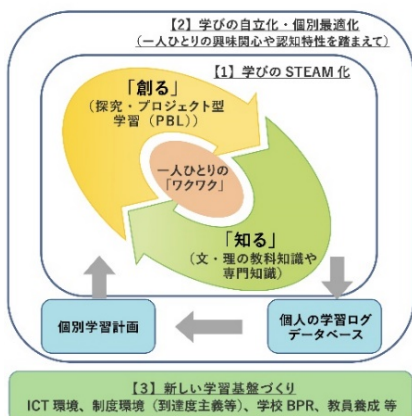 【2】学びの自立化・個別最適化
(一人ひとりの興味関心や認知特性を踏まえて)
【1】学びの STEAM 化
「創る」
(探究・プロジェクト型
学習(PBL))
一人ひとりの
「ワクワク」
「知る」
(文・理の教科知識や
専門知識)
個別学習計画
個人の学習ログ
データベース
【3】新しい学習基盤づくり
ICT 環境、制度環境(到達度主義等)、学校 BPR、教員養成 等